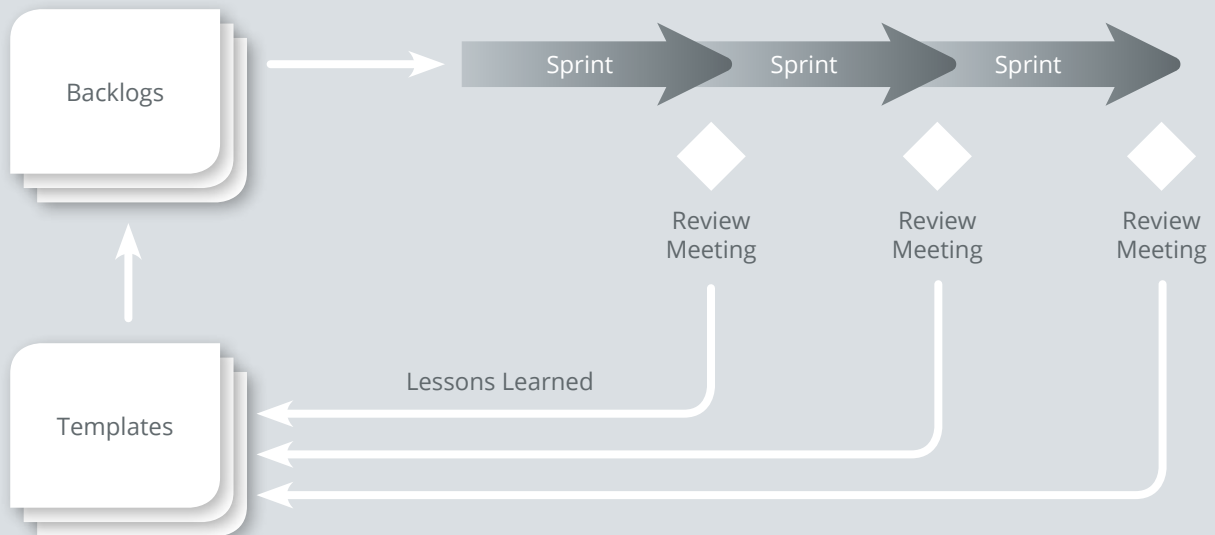 Backlogs
Sprint
Sprint
Sprint
Review
Meeting
Review
Meeting
Review
Meeting
Lessons Learned
Templates